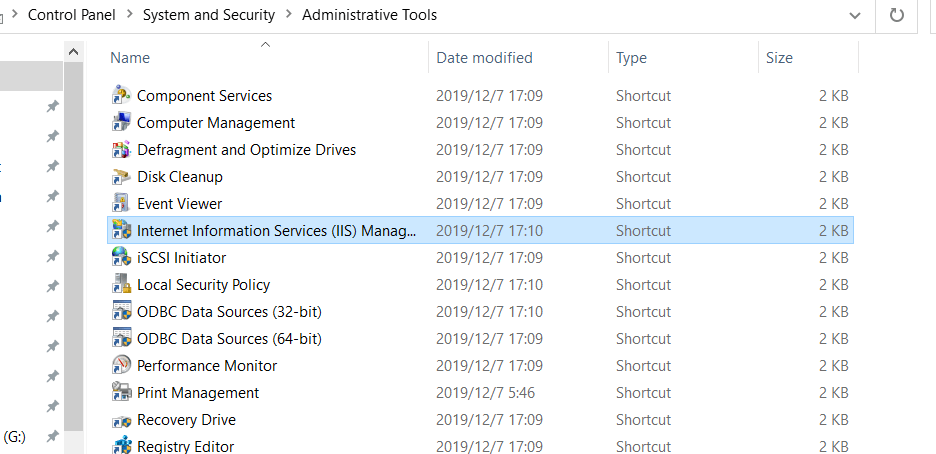 Control Panel > System and Security > Administrative Tools
Name Date modified Type Size
Component Services 2019/12/7 17:09 Shortcut 2 KB
Computer Management 2019/12/7 17:09 Shortcut 2 KB
Defragment and Optimize Drives 2019/12/7 17:09 Shortcut 2 KB
Disk Cleanup 2019/12/7 17:09 Shortcut 2 KB
Event Viewer 2019/12/7 17:09 Shortcut 2 KB
Internet Information Services (IIS) Manag... 2019/12/7 17:10 Shortcut 2 KB
iSCSI Initiator 2019/12/7 17:09 Shortcut 2 KB
Local Security Policy 2019/12/7 17:10 Shortcut 2 KB
ODBC Data Sources (32-bit) 2019/12/7 17:10 Shortcut 2 KB
ODBC Data Sources (64-bit) 2019/12/7 17:09 Shortcut 2 KB
Performance Monitor 2019/12/7 17:09 Shortcut 2 KB
Print Management 2019/12/7 5:46 Shortcut 2 KB
Recovery Drive 2019/12/7 17:09 Shortcut 2 KB
(G:)
Registry Editor 2019/12/7 17:09 Shortcut 2 KB